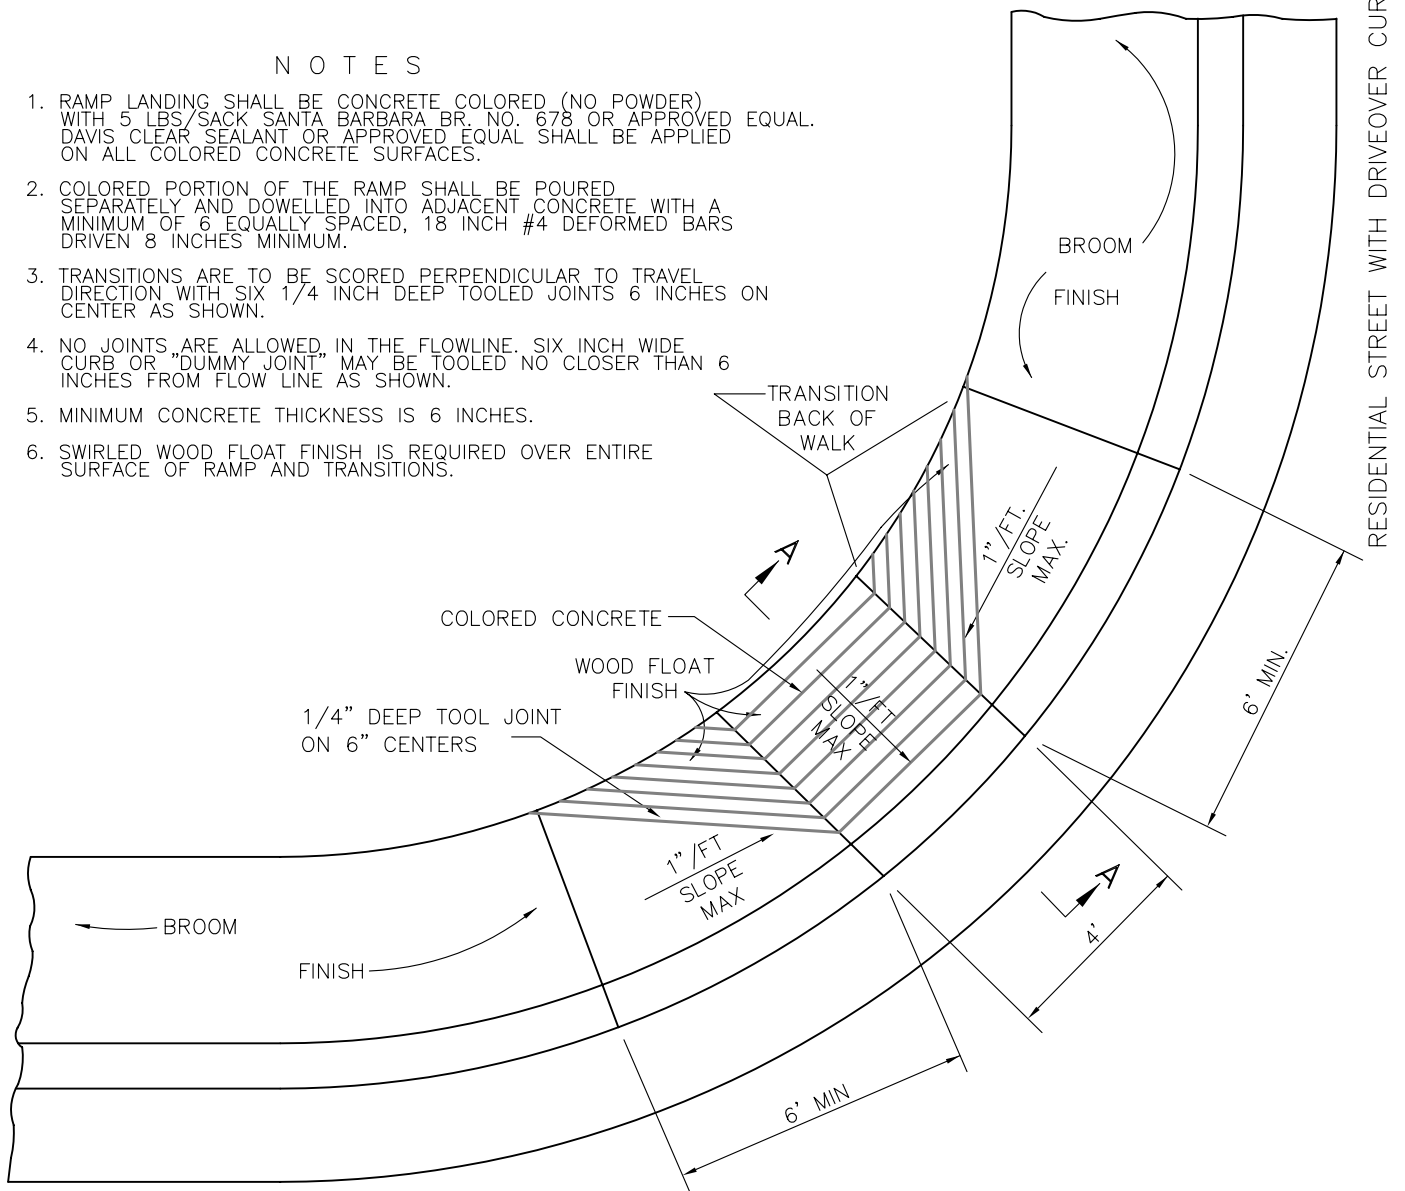 N O T E S
1. RAMP LANDING SHALL BE CONCRETE COLORED (NO POWDER)
WITH 5 LBS/SACK SANTA BARBARA BR. NO. 678 OR APPROVED EQUAL.
DAVIS CLEAR SEALANT OR APPROVED EQUAL SHALL BE APPLIED
ON ALL COLORED CONCRETE SURFACES.
2. COLORED PORTION OF THE RAMP SHALL BE POURED
SEPARATELY AND DOWELLED INTO ADJACENT CONCRETE WITH A
MINIMUM OF 6 EQUALLY SPACED, 18 INCH #4 DEFORMED BARS
DRIVEN 8 INCHES MINIMUM.
3. TRANSITIONS ARE TO BE SCORED PERPENDICULAR TO TRAVEL
DIRECTION WITH SIX 1/4 INCH DEEP TOOLED JOINTS 6 INCHES ON
CENTER AS SHOWN.
4. NO JOINTS ARE ALLOWED IN THE FLOWLINE. SIX INCH WIDE
CURB OR "DUMMY JOINT" MAY BE TOOLED NO CLOSER THAN 6
INCHES FROM FLOW LINE AS SHOWN.
5. MINIMUM CONCRETE THICKNESS IS 6 INCHES.
6. SWIRLED WOOD FLOAT FINISH IS REQUIRED OVER ENTIRE
SURFACE OF RAMP AND TRANSITIONS.
BROOM
FINISH
RESIDENTIAL STREET WITH DRIVEOVER CUR
TRANSITION
BACK OF
WALK
1"/FT.
SLOPE
MAX.
A
COLORED CONCRETE
WOOD FLOAT
FINISH
1"/FT
SLOPE
MAX
1/4" DEEP TOOL JOINT
ON 6" CENTERS
6' MIN.
1"/FT
SLOPE
MAX
A
4'
BROOM
FINISH
6' MIN